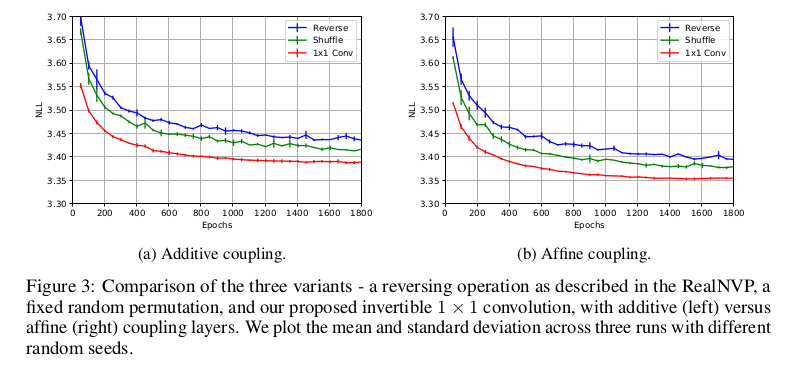 3.70
3.65
3.60
3.55
3.50
3.45
3.40
3.35
3.30
NLL
0 200 400 600 800 1000 1200 1400 1600 1800
Epochs
Reverse
Shuffle
1x1 Conv
(a) Additive coupling.
3.70
3.65
3.60
3.55
3.50
3.45
3.40
3.35
3.30
NLL
0 200 400 600 800 1000 1200 1400 1600 1800
Epochs
Reverse
Shuffle
1x1 Conv
(b) Affine coupling.
Figure 3: Comparison of the three variants - a reversing operation as described in the RealNVP, a
fixed random permutation, and our proposed invertible 1 × 1 convolution, with additive (left) versus
affine (right) coupling layers. We plot the mean and standard deviation across three runs with different
random seeds.